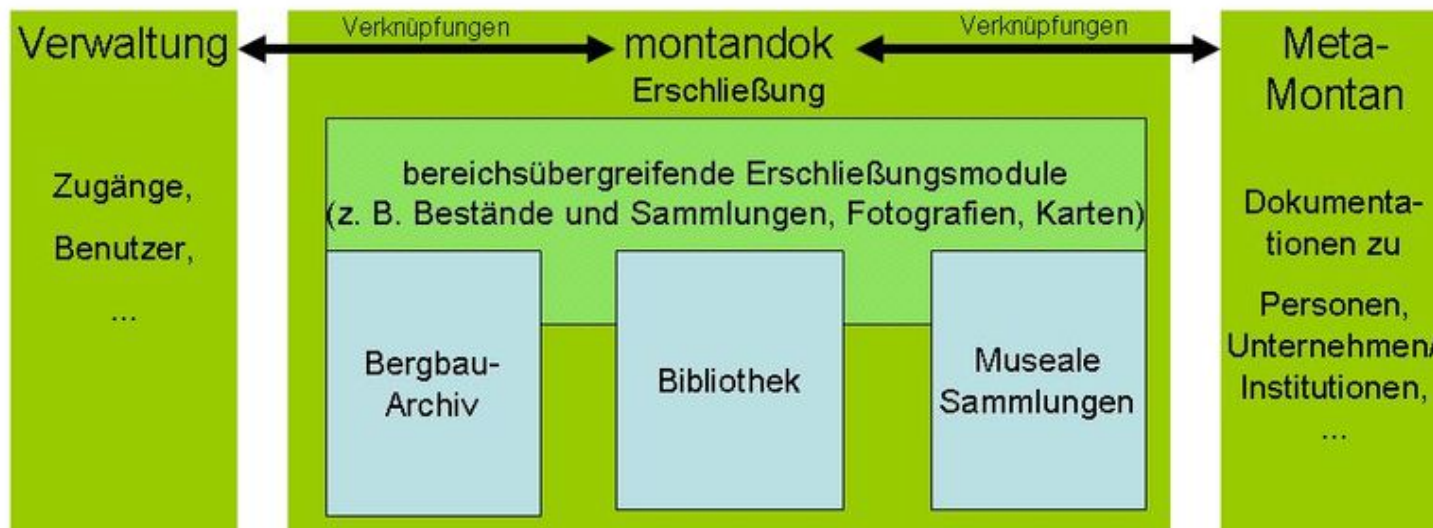 Verwaltung
Zugänge,
Benutzer,
...
Verknüpfungen
montandok
Erschließung
Verknüpfungen
bereichsübergreifende Erschließungsmodule
(z. B. Bestände und Sammlungen, Fotografien, Karten)
Bergbau-
Archiv
Bibliothek
Museale
Sammlungen
Meta-
Montan
Dokumenta-
tionen zu
Personen,
Unternehmen/
Institutionen,
...